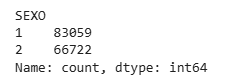 SEXO
1    83059
2    66722
Name: count, dtype: int64